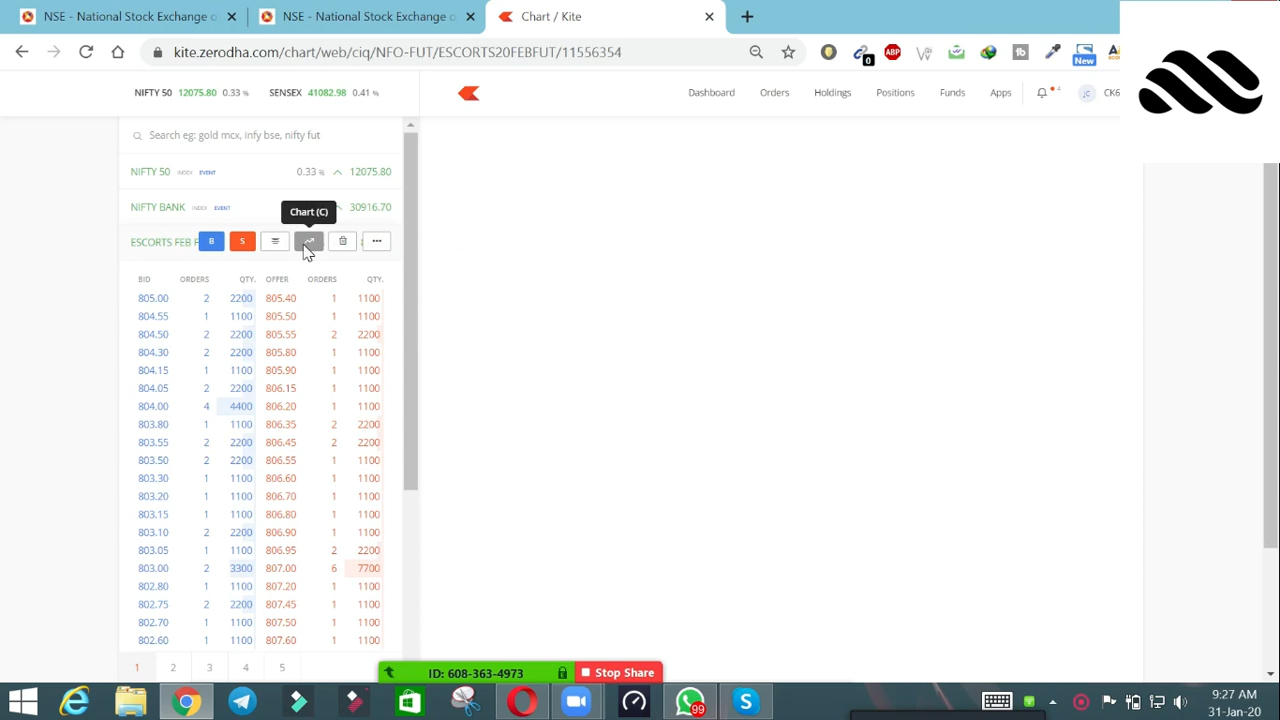 NSE - National Stock Exchange o
NSE - National Stock Exchange o
Chart / Kite
kite.zerodha.com/chart/web/ciq/NFO-FUT/ESCORTS20FEBFUT/11556354
0
ABP
fb
New
NIFTY 50 12075.80 0.33 %
SENSEX 41082.98 0.41 %
Dashboard
Orders
Holdings
Positions
Funds
Apps
4
JC
CK6
Search eg: gold mcx, infy bse, nifty fut
NIFTY 50 INDEX EVENT 0.33 % 12075.80
NIFTY BANK INDEX EVENT 30916.70
Chart (C)
ESCORTS FEB F B S
BID ORDERS QTY. OFFER ORDERS QTY.
805.00 2 2200 805.40 1 1100
804.55 1 1100 805.50 1 1100
804.50 2 2200 805.55 2 2200
804.30 2 2200 805.80 1 1100
804.15 1 1100 805.90 1 1100
804.05 2 2200 806.15 1 1100
804.00 4 4400 806.20 1 1100
803.80 1 1100 806.35 2 2200
803.55 2 2200 806.45 2 2200
803.50 2 2200 806.55 1 1100
803.30 1 1100 806.60 1 1100
803.20 1 1100 806.70 1 1100
803.15 1 1100 806.80 1 1100
803.10 2 2200 806.90 1 1100
803.05 1 1100 806.95 2 2200
803.00 2 3300 807.00 6 7700
802.80 1 1100 807.20 1 1100
802.75 2 2200 807.45 1 1100
802.70 1 1100 807.50 1 1100
802.60 1 1100 807.60 1 1100
1 2 3 4 5
ID: 608-363-4973
Stop Share
99
9:27 AM
31-Jan-20